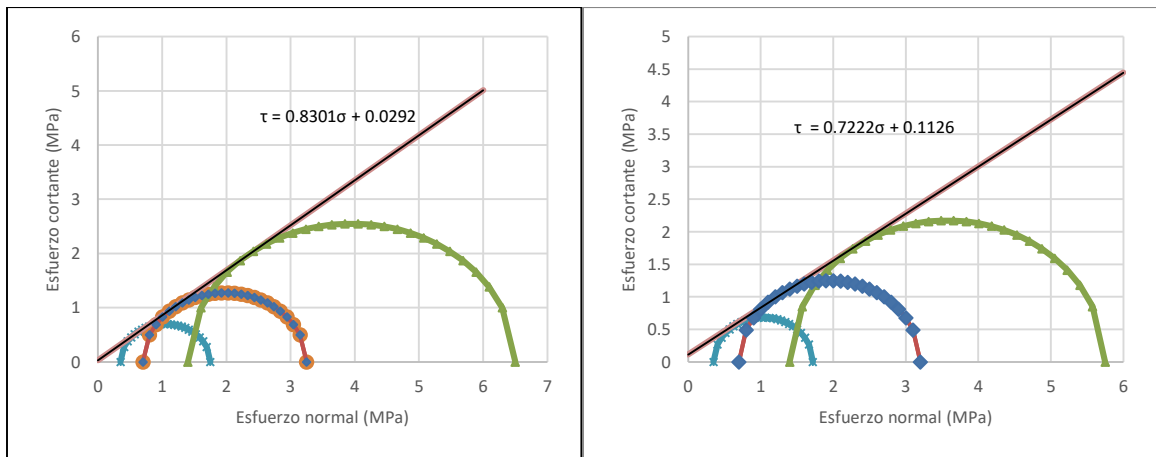 6
5
4
3
2
1
0
0 1 2 3 4 5 6 7
Esfuerzo cortante (MPa)
Esfuerzo normal (MPa)
τ = 0.8301σ + 0.0292
5
4.5
4
3.5
3
2.5
2
1.5
1
0.5
0
0 1 2 3 4 5 6
Esfuerzo cortante (MPa)
Esfuerzo normal (MPa)
τ = 0.7222σ + 0.1126